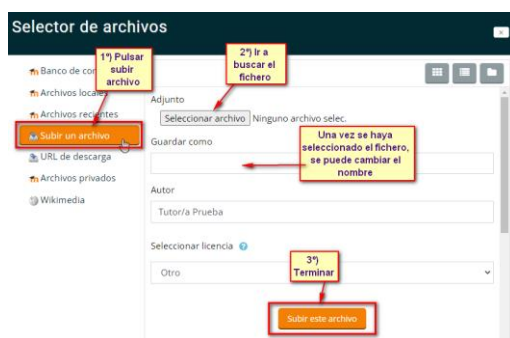 Selector de archivos
x
1º) Pulsar
subir
archivo
2º) Ir a
buscar el
fichero
Banco de
Archivos locales
Archivos recientes
Subir un archivo
URL de descarga
Archivos privados
Wikimedia
Adjunto
Seleccionar archivo Ninguno archivo selec.
Guardar como
Una vez se haya
seleccionado el fichero,
se puede cambiar el
nombre
Autor
Tutor/a Prueba
Seleccionar licencia ?
Otro
3º)
Terminar
Subir este archivo